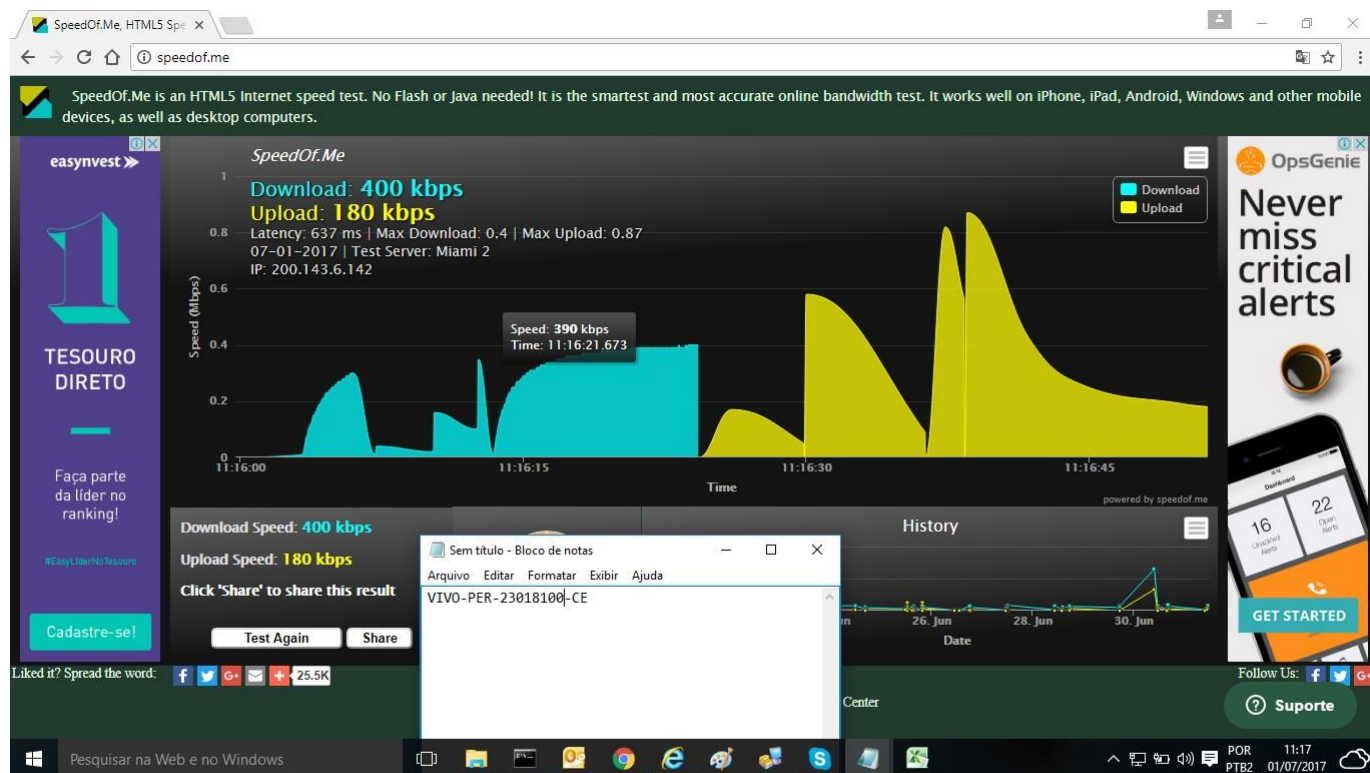 SpeedOf.Me, HTML5 Spe
speedof.me
SpeedOf.Me is an HTML5 Internet speed test. No Flash or Java needed! It is the smartest and most accurate online bandwidth test. It works well on iPhone, iPad, Android, Windows and other mobile
devices, as well as desktop computers.
easynvest
TESOURO
DIRETO
Faça parte
da líder no
ranking!
#EasyLiderNoTesouro
Cadastre-se!
SpeedOf.Me
Download: 400 kbps
Upload: 180 kbps
Latency: 637 ms | Max Download: 0.4 | Max Upload: 0.87
07-01-2017 | Test Server: Miami 2
IP: 200.143.6.142
Download
Upload
1
0.8
0.6
0.4
0.2
0
Speed (Mbps)
Speed: 390 kbps
Time: 11:16:21.673
11:16:00
11:16:15
11:16:30
11:16:45
Time
powered by speedof.me
OpsGenie
Never
miss
critical
alerts
Dashboard
16
22
Open
Alerts
Alerts
GET STARTED
Download Speed: 400 kbps
Upload Speed: 180 kbps
Click 'Share' to share this result
Test Again
Share
History
26. Jun
28. Jun
30. Jun
Date
Sem título - Bloco de notas
Arquivo Editar Formatar Exibir Ajuda
VIVO-PER-23018100-CE
Liked it? Spread the word:
25.5K
Center
Follow Us:
Suporte
Pesquisar na Web e no Windows
POR
PTB2
11:17
01/07/2017